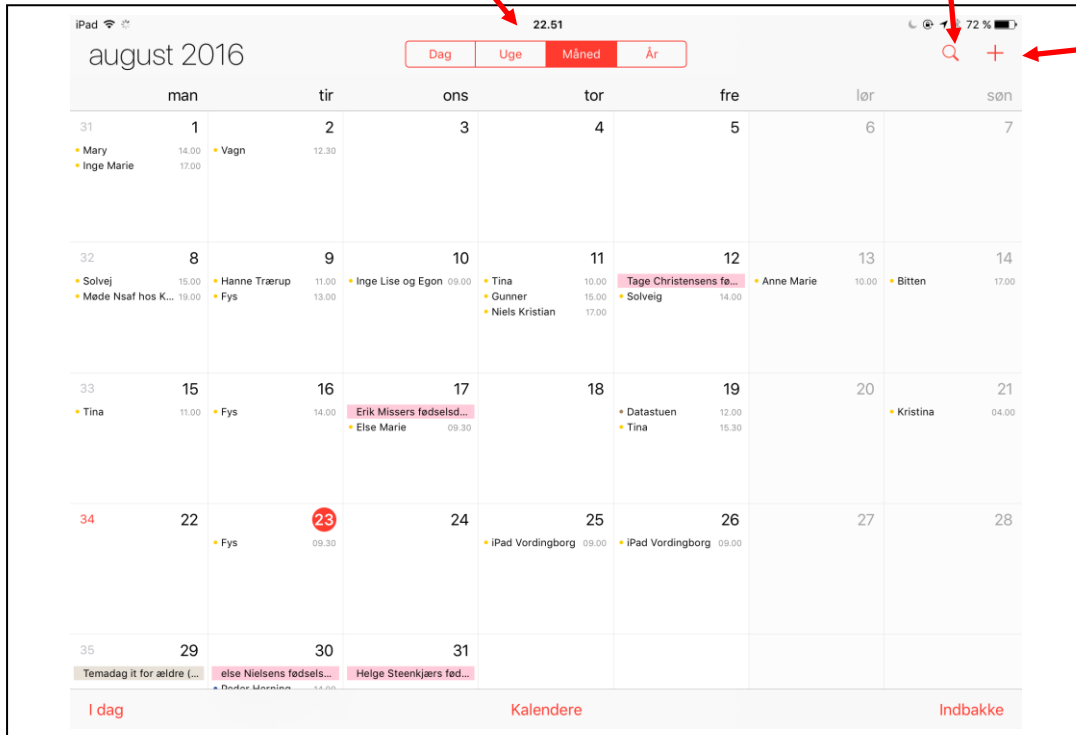 iPad 22.51 72 %
august 2016 Dag Uge Måned År
man tir ons tor fre lør søn
31 1 2 3 4 5 6 7
Mary 14.00 Vagn 12.30
Inge Marie 17.00
32 8 9 10 11 12 13 14
Solvej 15.00 Hanne Trærup 11.00 Inge Lise og Egon 09.00 Tina 10.00 Tage Christensens fø... Anne Marie 10.00 Bitten 17.00
Møde Nsaf hos K... 19.00 Fys 13.00 Gunner 15.00 Solveig 14.00
Niels Kristian 17.00
33 15 16 17 18 19 20 21
Tina 11.00 Fys 14.00 Erik Missers fødselsd... Datastuen 12.00 Kristina 04.00
Else Marie 09.30 Tina 15.30
34 22 23 24 25 26 27 28
Fys 09.30 iPad Vordingborg 09.00 iPad Vordingborg 09.00
35 29 30 31
Temadag it for ældre (... else Nielsens fødsels... Helge Steenkjærs fød...
Peder Horning 14.00
I dag Kalendere Indbakke